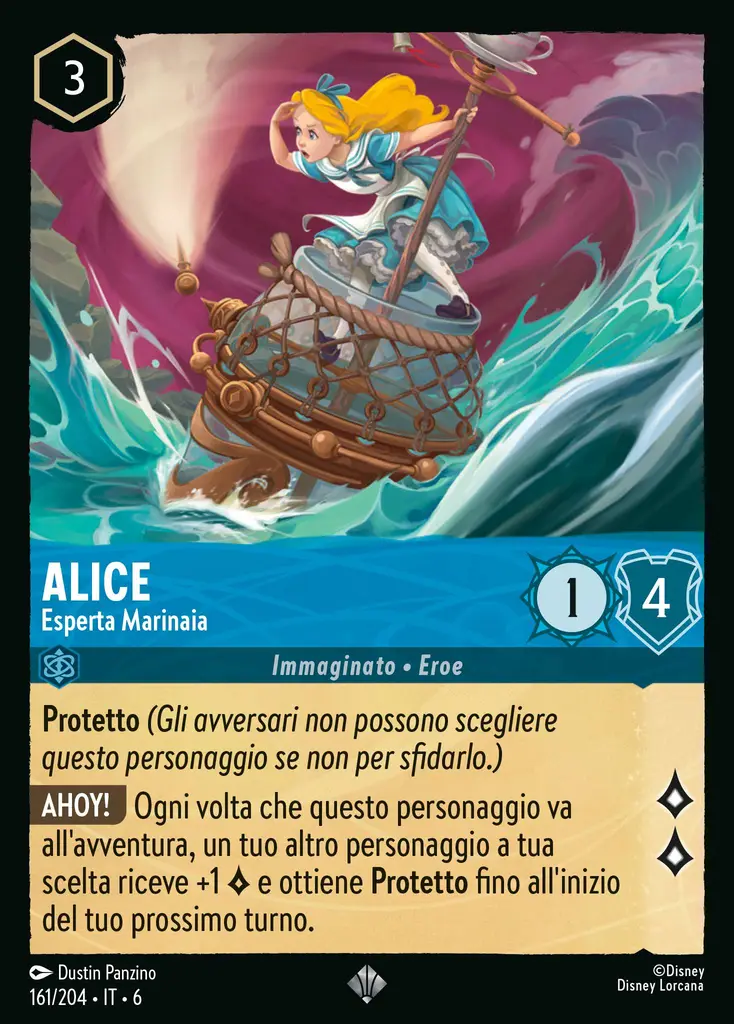 3
ALICE
Esperta Marinaia
1 4
Immaginato • Eroe
Protetto (Gli avversari non possono scegliere
questo personaggio se non per sfidarlo.)
AHOY! Ogni volta che questo personaggio va
all'avventura, un tuo altro personaggio a tua
scelta riceve +1 e ottiene Protetto fino all'inizio
del tuo prossimo turno.
Dustin Panzino
161/204 • IT • 6
©Disney
Disney Lorcana